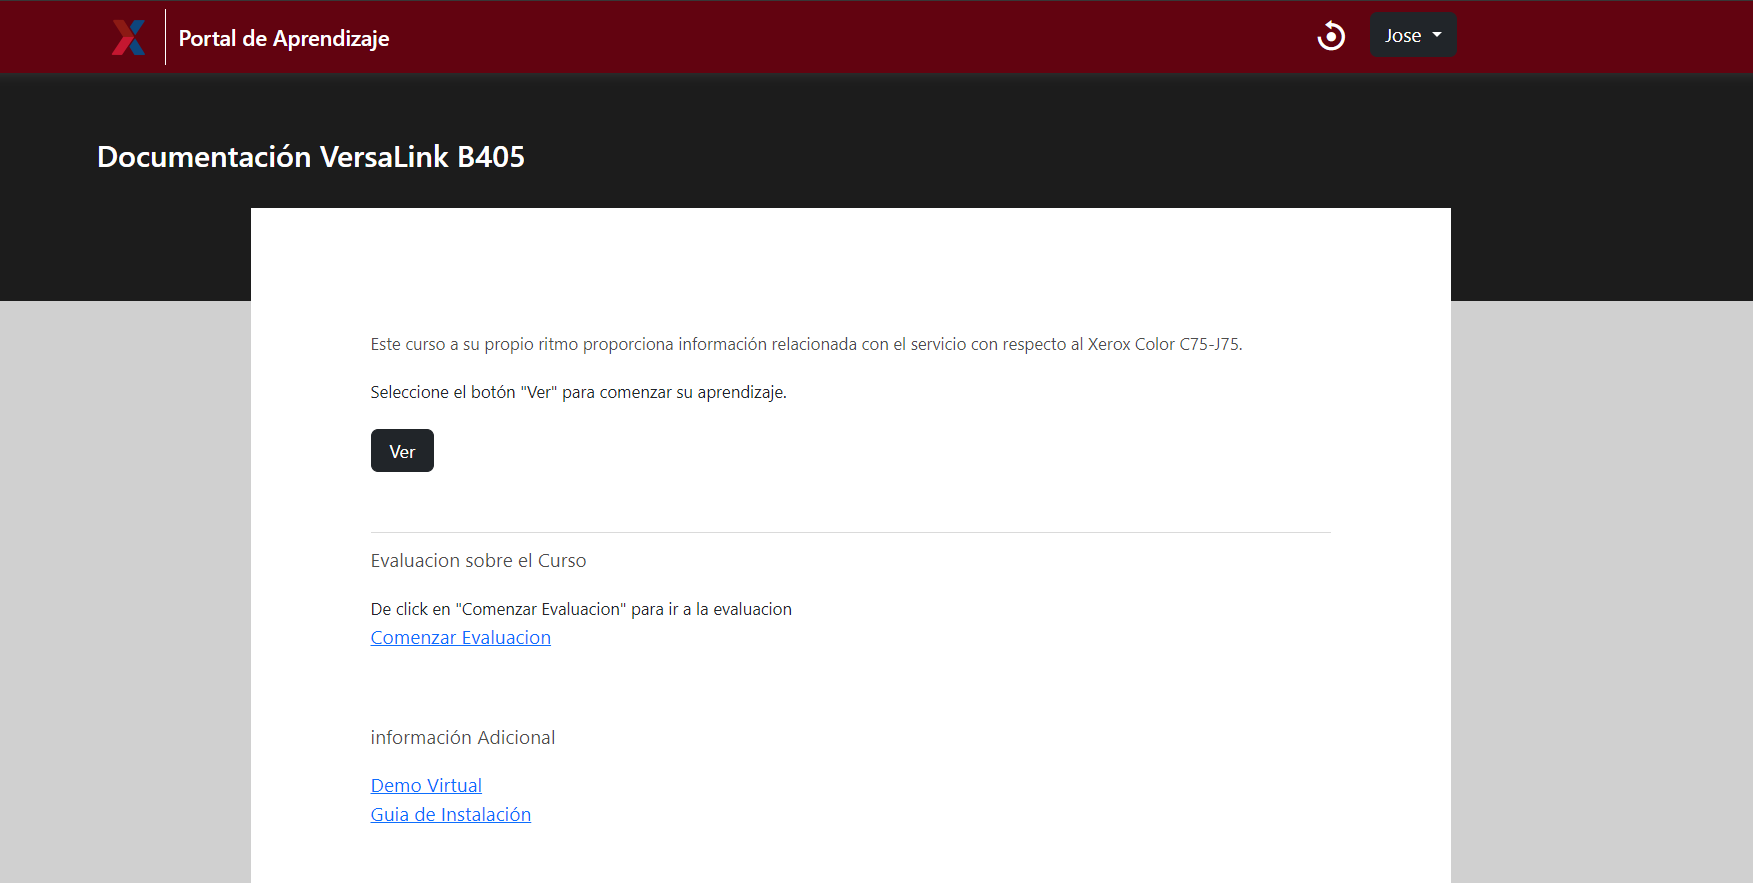 Portal de Aprendizaje
Jose
Documentación VersaLink B405
Este curso a su propio ritmo proporciona información relacionada con el servicio con respecto al Xerox Color C75-J75.
Seleccione el botón "Ver" para comenzar su aprendizaje.
Ver
Evaluacion sobre el Curso
De click en "Comenzar Evaluacion" para ir a la evaluacion
Comenzar Evaluacion
información Adicional
Demo Virtual
Guia de Instalación